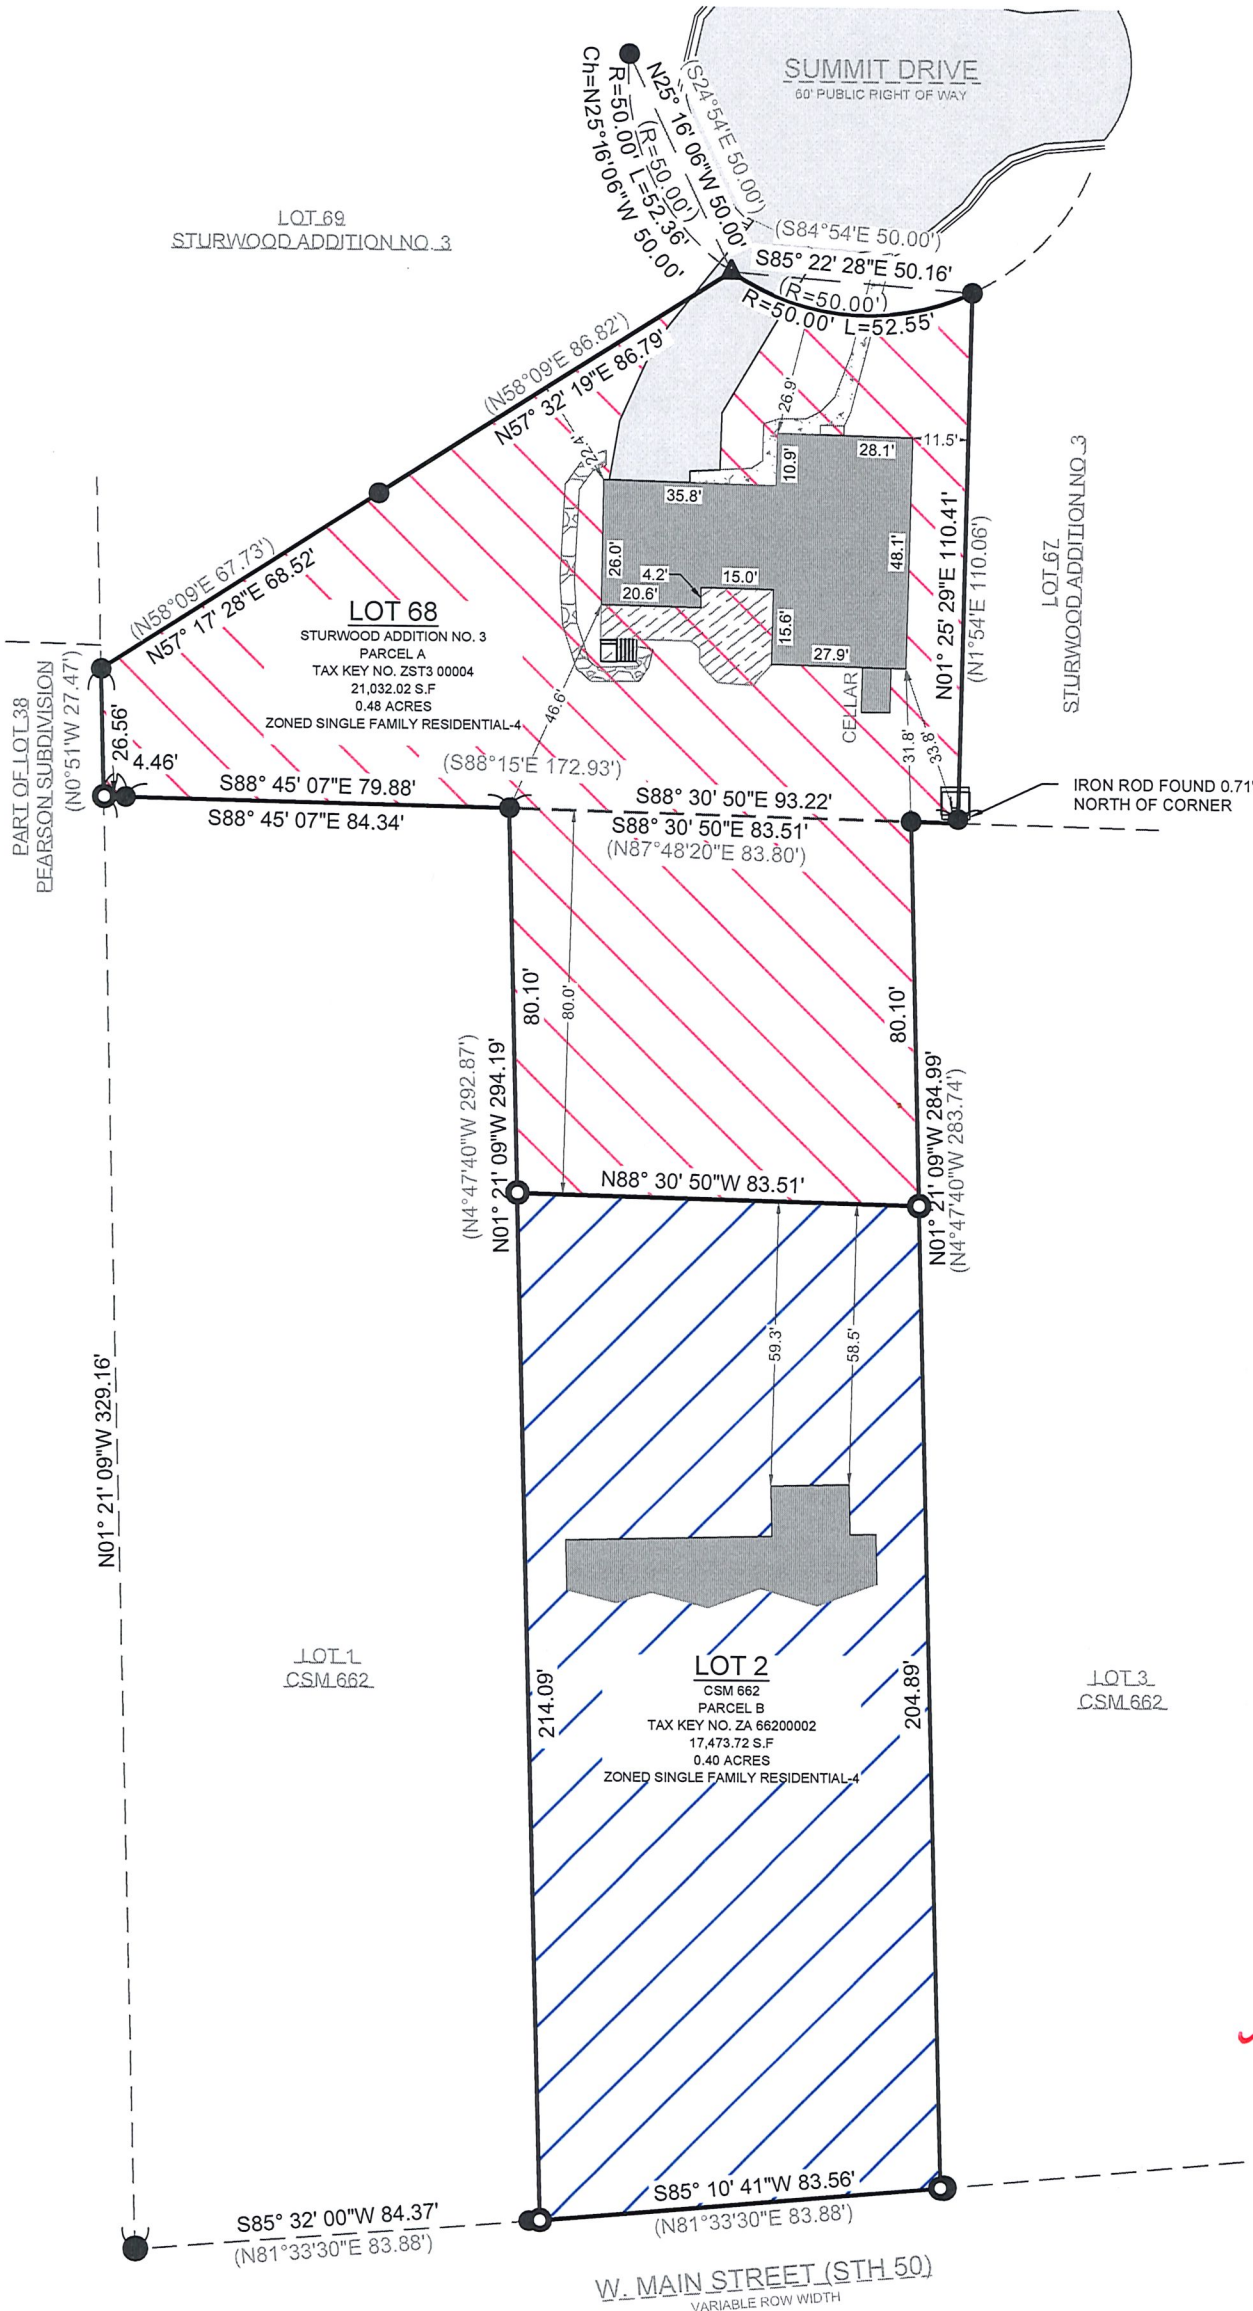 SUMMIT DRIVE
60' PUBLIC RIGHT OF WAY
(S24°54'E 50.00')
N25° 16' 06"W 50.00'
(R=50.00')
R=50.00' L=52.36'
Ch=N25°16'06"W 50.00'
LOT 69
STURWOOD ADDITION NO. 3
(S84°54'E 50.00')
S85° 22' 28"E 50.16'
(R=50.00')
R=50.00' L=52.55'
(N58°09'E 86.82')
N57° 32' 19"E 86.79'
26.9'
22.4'
28.1'
11.5'
10.9'
35.8'
26.0'
4.2'
15.0'
48.1'
20.6'
15.6'
27.9'
CELLAR
N01° 25' 29"E 110.41'
(N1°54'E 110.06')
LOT 67
STURWOOD ADDITION NO. 3
(N58°09'E 67.73')
N57° 17' 28"E 68.52'
LOT 68
STURWOOD ADDITION NO. 3
PARCEL A
TAX KEY NO. ZST3 00004
21,032.02 S.F
0.48 ACRES
ZONED SINGLE FAMILY RESIDENTIAL-4
PART OF LOT 38
PEARSON SUBDIVISION
(N0°51'W 27.47')
26.56'
4.46'
46.6'
31.8'
33.8'
(S88°15'E 172.93')
S88° 45' 07"E 79.88'
S88° 45' 07"E 84.34'
S88° 30' 50"E 93.22'
S88° 30' 50"E 83.51'
(N87°48'20"E 83.80')
IRON ROD FOUND 0.71'
NORTH OF CORNER
80.10'
80.0'
80.10'
(N4°47'40"W 292.87')
N01° 21' 09"W 294.19'
N01° 21' 09"W 284.99'
(N4°47'40"W 283.74')
N88° 30' 50"W 83.51'
59.3'
58.5'
N01° 21' 09"W 329.16'
LOT 1
CSM 662
214.09'
LOT 2
CSM 662
PARCEL B
TAX KEY NO. ZA 66200002
17,473.72 S.F
0.40 ACRES
ZONED SINGLE FAMILY RESIDENTIAL-4
204.89'
LOT 3
CSM 662
S85° 32' 00"W 84.37'
(N81°33'30"E 83.88')
S85° 10' 41"W 83.56'
(N81°33'30"E 83.88')
W. MAIN STREET (STH 50)
VARIABLE ROW WIDTH